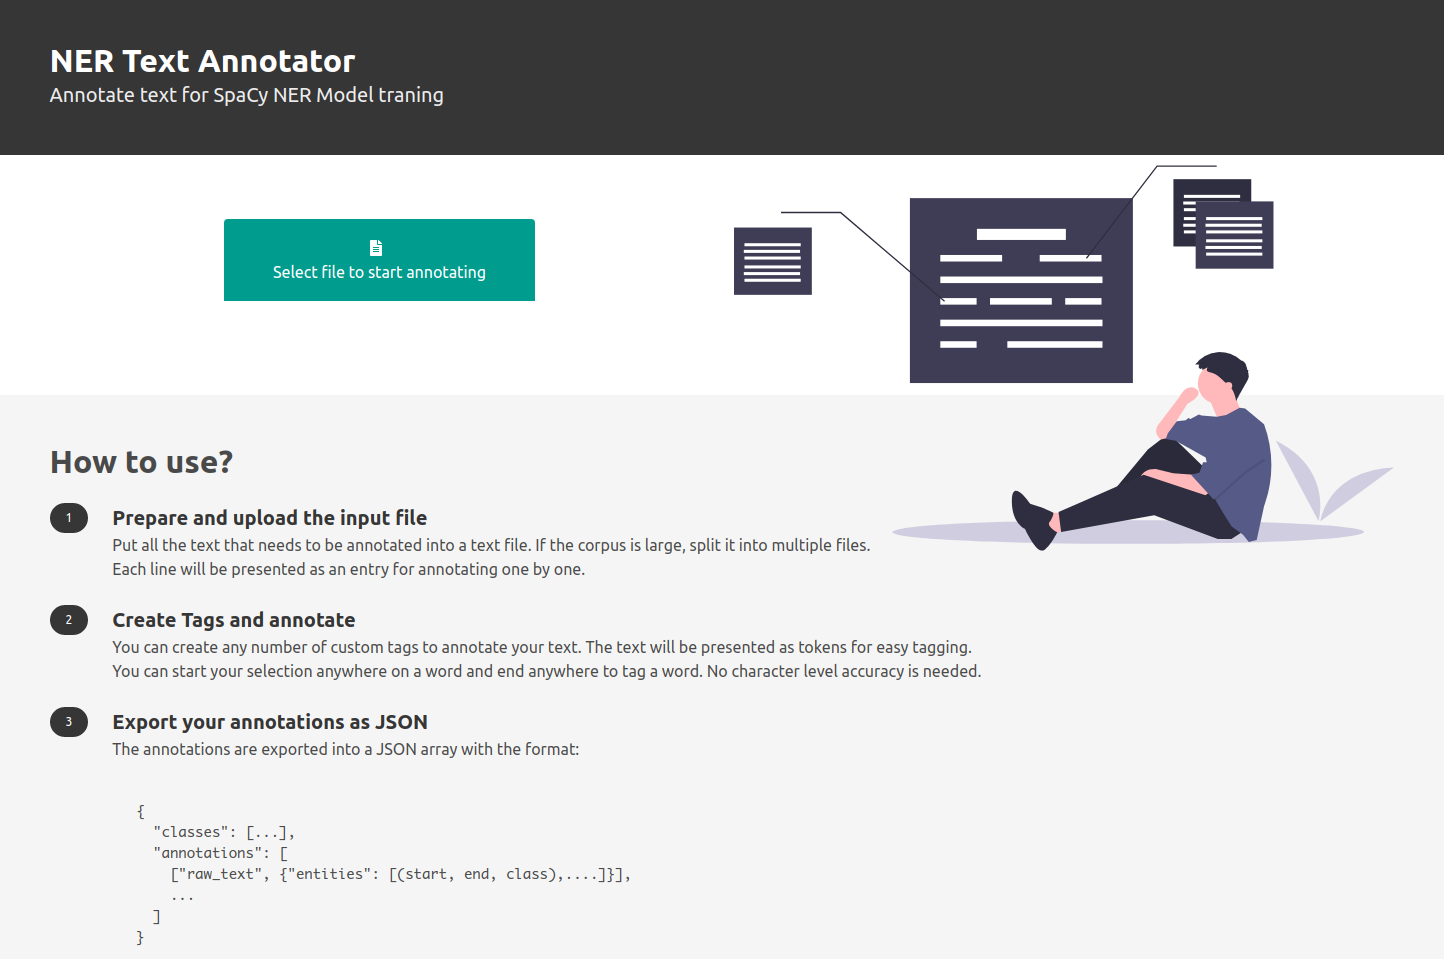 NER Text Annotator
Annotate text for SpaCy NER Model traning
Select file to start annotating
How to use?
1
Prepare and upload the input file
Put all the text that needs to be annotated into a text file. If the corpus is large, split it into multiple files.
Each line will be presented as an entry for annotating one by one.
2
Create Tags and annotate
You can create any number of custom tags to annotate your text. The text will be presented as tokens for easy tagging.
You can start your selection anywhere on a word and end anywhere to tag a word. No character level accuracy is needed.
3
Export your annotations as JSON
The annotations are exported into a JSON array with the format:
{
  "classes": [...],
  "annotations": [
    ["raw_text", {"entities": [(start, end, class),....]}],
    ...
  ]
}